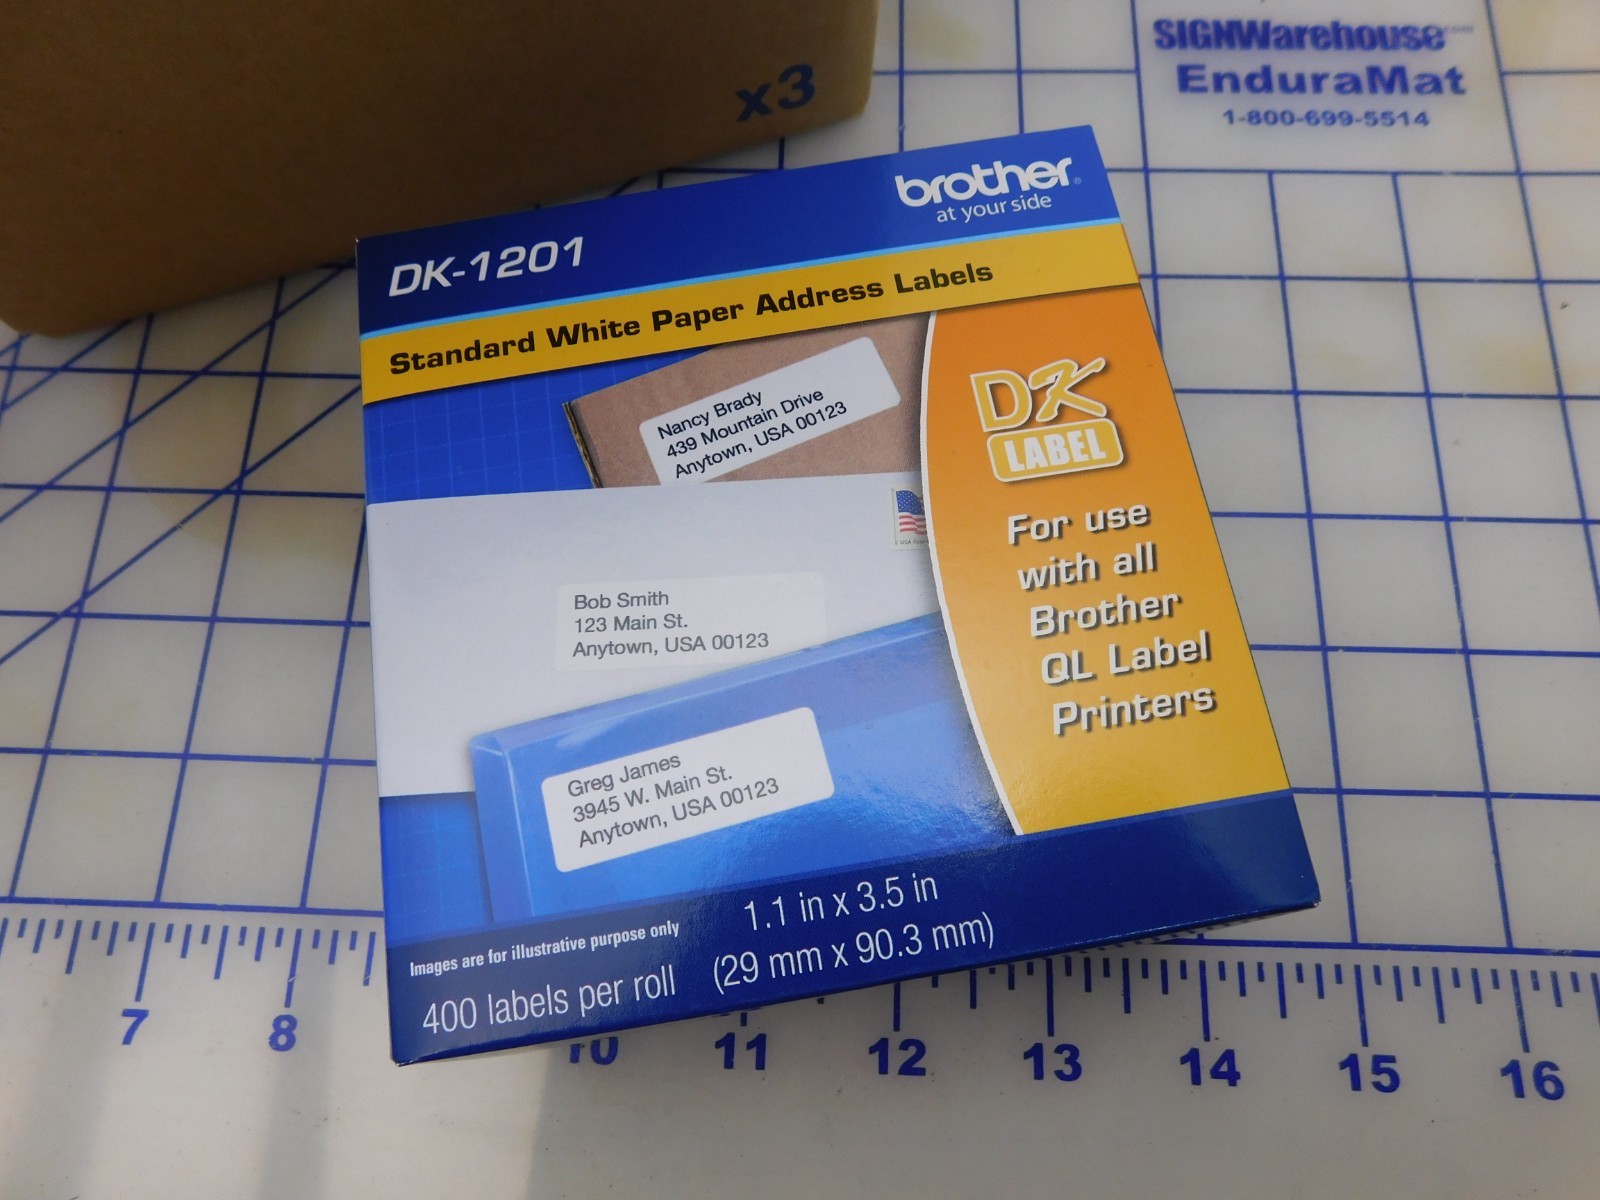 x3
SIGNWarehouse.com
EnduraMat
1-800-699-5514
brother
at your side
DK-1201
Standard White Paper Address Labels
Nancy Brady
439 Mountain Drive
Anytown, USA 00123
DK
LABEL
For use
with all
Brother
QL Label
Printers
Bob Smith
123 Main St.
Anytown, USA 00123
Greg James
3945 W. Main St.
Anytown, USA 00123
Images are for illustrative purpose only
1.1 in x 3.5 in
400 labels per roll (29 mm x 90.3 mm)
7 8 10 11 12 13 14 15 16